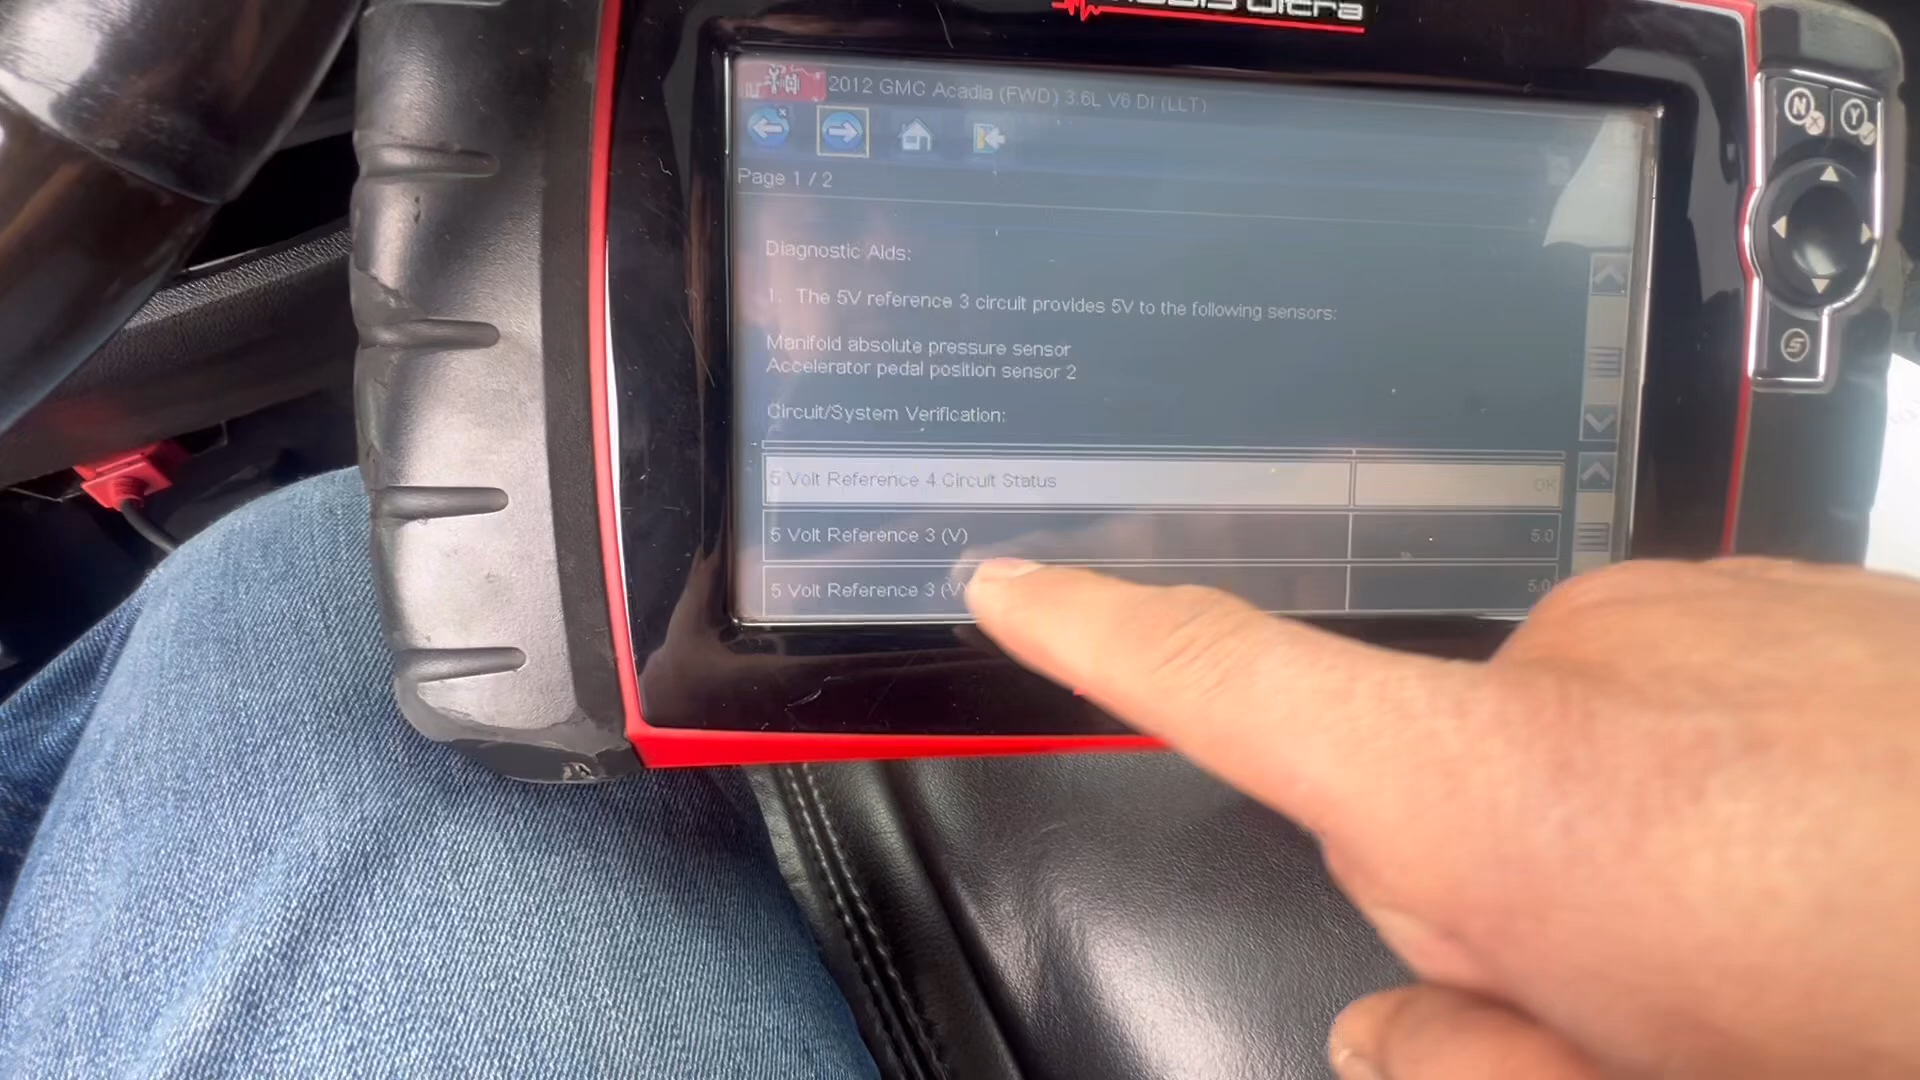 ultra
2012 GMC Acadia (FWD) 3.6L V6 DI (LLT)
Page 1 / 2
Diagnostic Aids:
1. The 5V reference 3 circuit provides 5V to the following sensors:
Manifold absolute pressure sensor
Accelerator pedal position sensor 2
Circuit/System Verification:
5 Volt Reference 4 Circuit Status OK
5 Volt Reference 3 (V) 5.0
5 Volt Reference 3 (V) 5.0
N X
Y
S